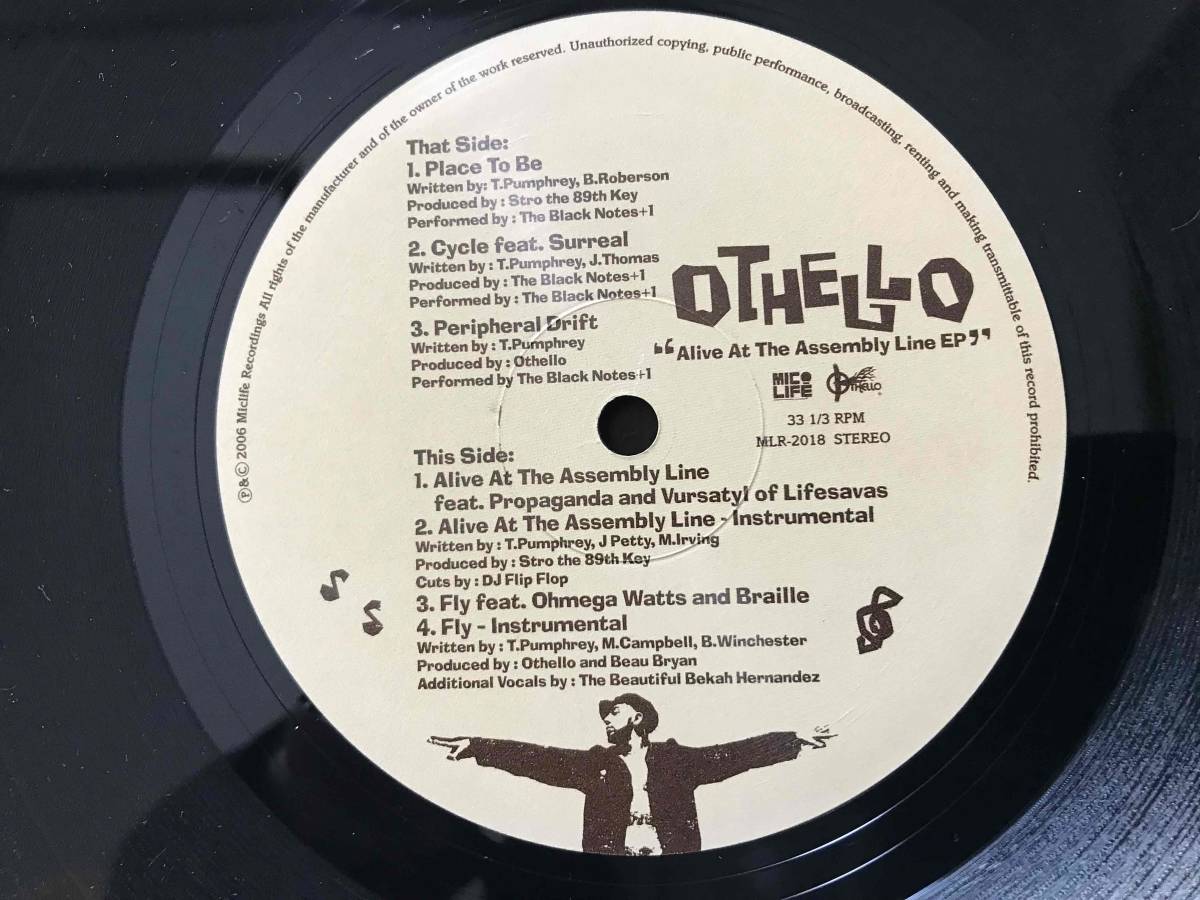 ℗&© 2006 Miclife Recordings All rights of the manufacturer and of the owner of the work reserved. Unauthorized copying, public performance, broadcasting, renting and making transmittable of this record prohibited.
That Side:
1. Place To Be
Written by: T.Pumphrey, B.Roberson
Produced by : Stro the 89th Key
Performed by : The Black Notes+1
2. Cycle feat. Surreal
Written by : T.Pumphrey, J.Thomas
Produced by : The Black Notes+1
Performed by : The Black Notes+1
3. Peripheral Drift
Written by : T.Pumphrey
Produced by : Othello
Performed by The Black Notes+1
OTHELLO
“Alive At The Assembly Line EP”
MIC LIFE
OTHELLO
33 1/3 RPM
MLR-2018 STEREO
This Side:
1. Alive At The Assembly Line
feat. Propaganda and Vursatyl of Lifesavas
2. Alive At The Assembly Line - Instrumental
Written by : T.Pumphrey, J Petty, M.Irving
Produced by : Stro the 89th Key
Cuts by : DJ Flip Flop
3. Fly feat. Ohmega Watts and Braille
4. Fly - Instrumental
Written by : T.Pumphrey, M.Campbell, B.Winchester
Produced by : Othello and Beau Bryan
Additional Vocals by : The Beautiful Bekah Hernandez